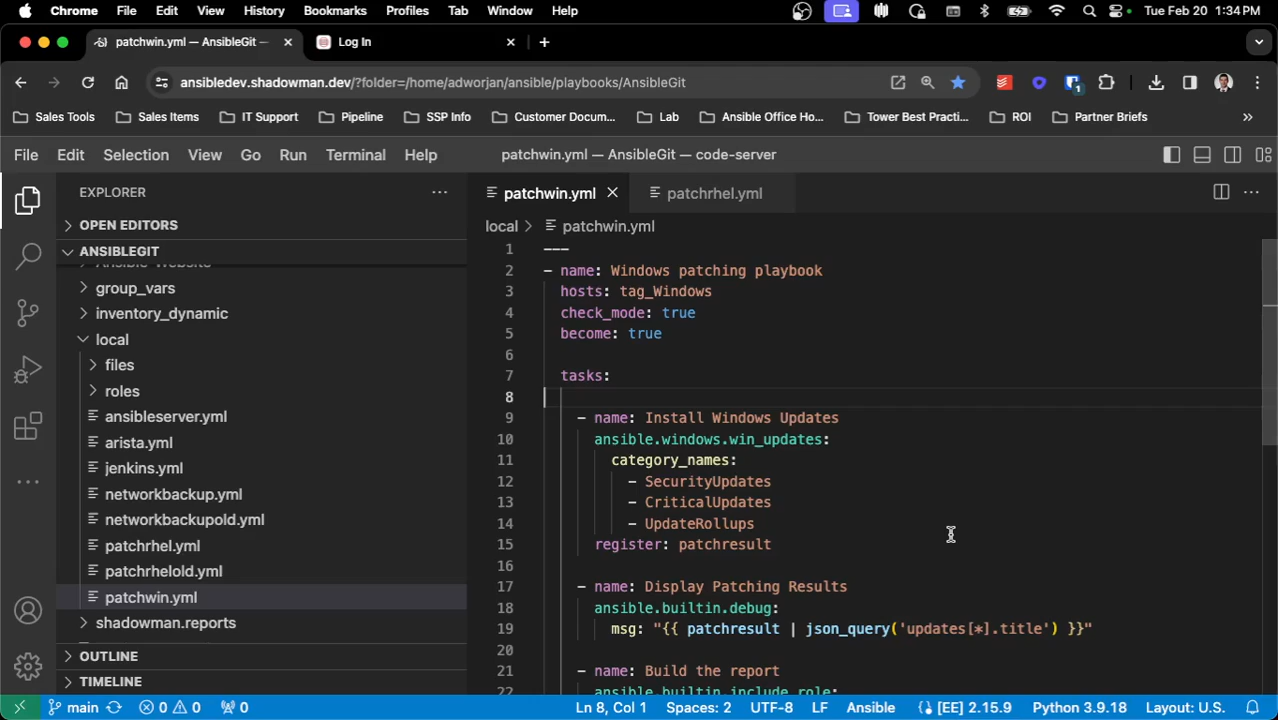 Chrome File Edit View History Bookmarks Profiles Tab Window Help Tue Feb 20 1:34 PM
patchwin.yml — AnsibleGit — Log In
ansibledev.shadowman.dev/?folder=/home/adworjan/ansible/playbooks/AnsibleGit 1
Sales Tools Sales Items IT Support Pipeline SSP Info Customer Docum... Lab Ansible Office Ho... Tower Best Practi... ROI Partner Briefs
File Edit Selection View Go Run Terminal Help patchwin.yml — AnsibleGit — code-server
EXPLORER
OPEN EDITORS
ANSIBLEGIT
group_vars
inventory_dynamic
local
files
roles
ansibleserver.yml
arista.yml
jenkins.yml
networkbackup.yml
networkbackupold.yml
patchrhel.yml
patchrhelold.yml
patchwin.yml
shadowman.reports
OUTLINE
TIMELINE
patchwin.yml patchrhel.yml
local patchwin.yml
1 ---
2 - name: Windows patching playbook
3 hosts: tag_Windows
4 check_mode: true
5 become: true
6
7 tasks:
8
9 - name: Install Windows Updates
10 ansible.windows.win_updates:
11 category_names:
12 - SecurityUpdates
13 - CriticalUpdates
14 - UpdateRollups
15 register: patchresult
16
17 - name: Display Patching Results
18 ansible.builtin.debug:
19 msg: "{{ patchresult | json_query('updates[*].title') }}"
20
21 - name: Build the report
22 ansible.builtin.include_role:
main 0 0 0 Ln 8, Col 1 Spaces: 2 UTF-8 LF Ansible [EE] 2.15.9 Python 3.9.18 Layout: U.S.